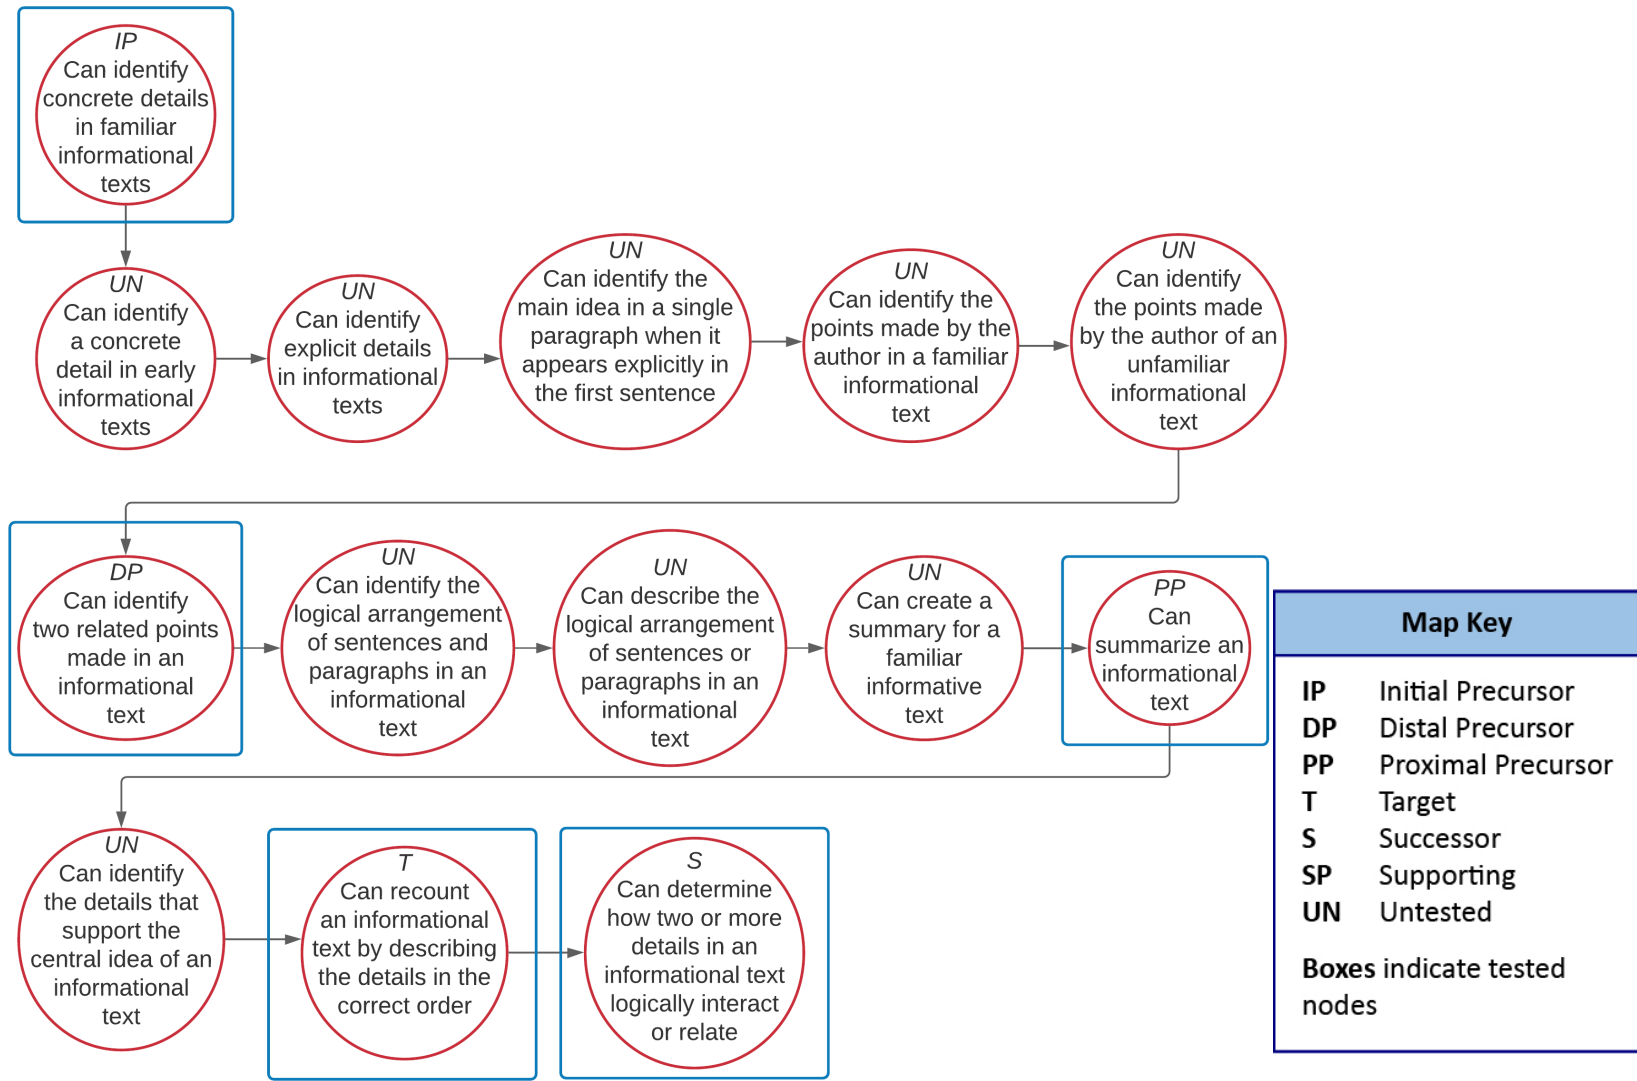 IP
Can identify
concrete details
in familiar
informational
texts
UN
Can identify
a concrete
detail in early
informational
texts
UN
Can identify
explicit details
in informational
texts
UN
Can identify the
main idea in a single
paragraph when it
appears explicitly in
the first sentence
UN
Can identify the
points made by the
author in a familiar
informational
text
UN
Can identify
the points made
by the author of an
unfamiliar
informational
text
DP
Can identify
two related points
made in an
informational
text
UN
Can identify the
logical arrangement
of sentences and
paragraphs in an
informational
text
UN
Can describe the
logical arrangement
of sentences or
paragraphs in an
informational
text
UN
Can create a
summary for a
familiar
informative
text
PP
Can
summarize an
informational
text
UN
Can identify
the details that
support the
central idea of an
informational
text
T
Can recount
an informational
text by describing
the details in the
correct order
S
Can determine
how two or more
details in an
informational text
logically interact
or relate
Map Key
IP Initial Precursor
DP Distal Precursor
PP Proximal Precursor
T Target
S Successor
SP Supporting
UN Untested
Boxes indicate tested
nodes